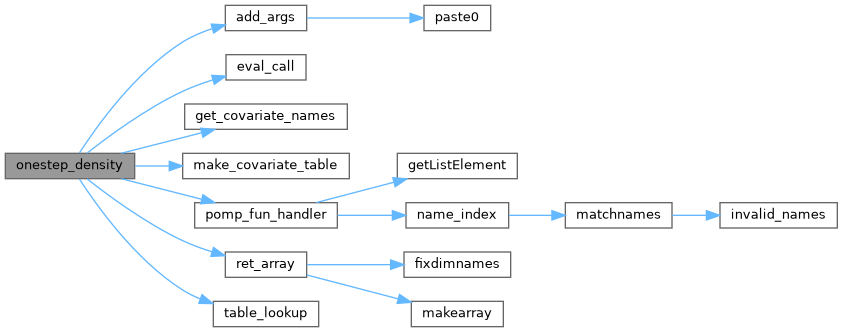 onestep_density
add_args
paste0
eval_call
get_covariate_names
make_covariate_table
pomp_fun_handler
getListElement
name_index
matchnames
invalid_names
ret_array
fixdimnames
makearray
table_lookup